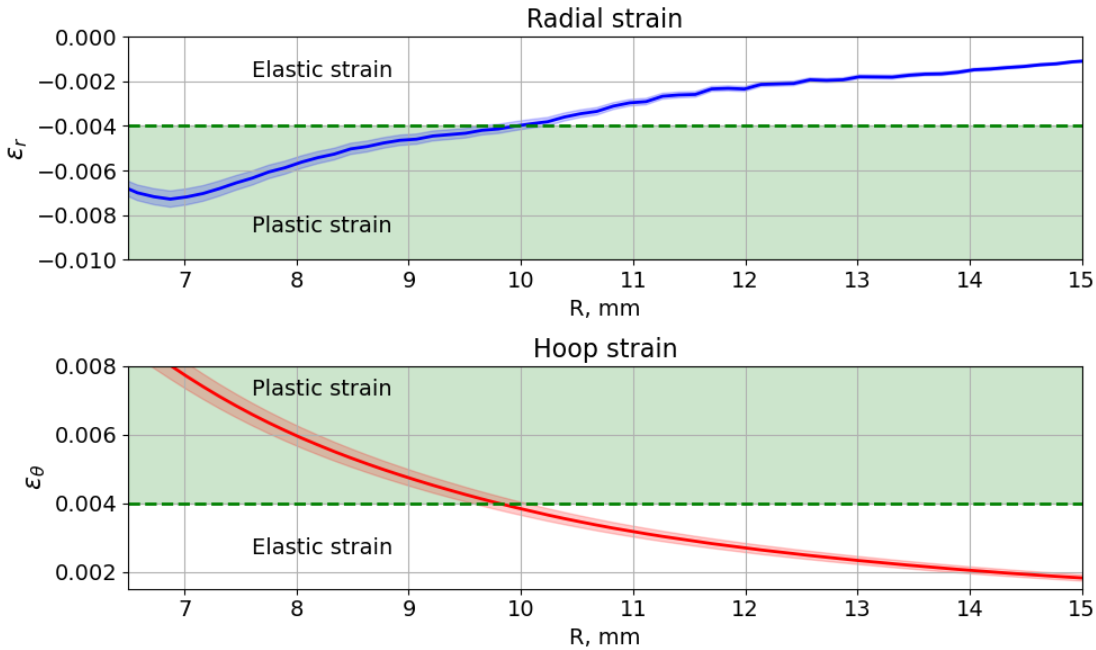 Radial strain
0.000
−0.002
−0.004
−0.006
−0.008
−0.010
εr
Elastic strain
Plastic strain
7 8 9 10 11 12 13 14 15
R, mm
Hoop strain
0.008
0.006
0.004
0.002
εθ
Plastic strain
Elastic strain
7 8 9 10 11 12 13 14 15
R, mm